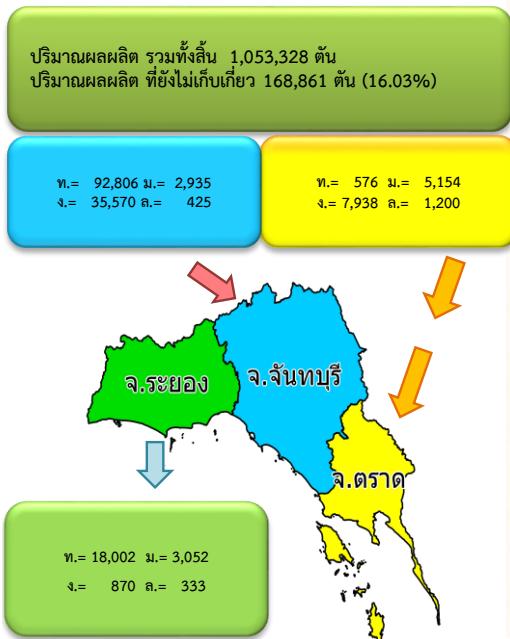 ปริมาณผลผลิต รวมทั้งสิ้น 1,053,328 ตัน
ปริมาณผลผลิต ที่ยังไม่เก็บเกี่ยว 168,861 ตัน (16.03%)
ท.= 92,806 ม.= 2,935
ง.= 35,570 ล.= 425
ท.= 576 ม.= 5,154
ง.= 7,938 ล.= 1,200
จ.ระยอง
จ.จันทบุรี
จ.ตราด
ท.= 18,002 ม.= 3,052
ง.= 870 ล.= 333